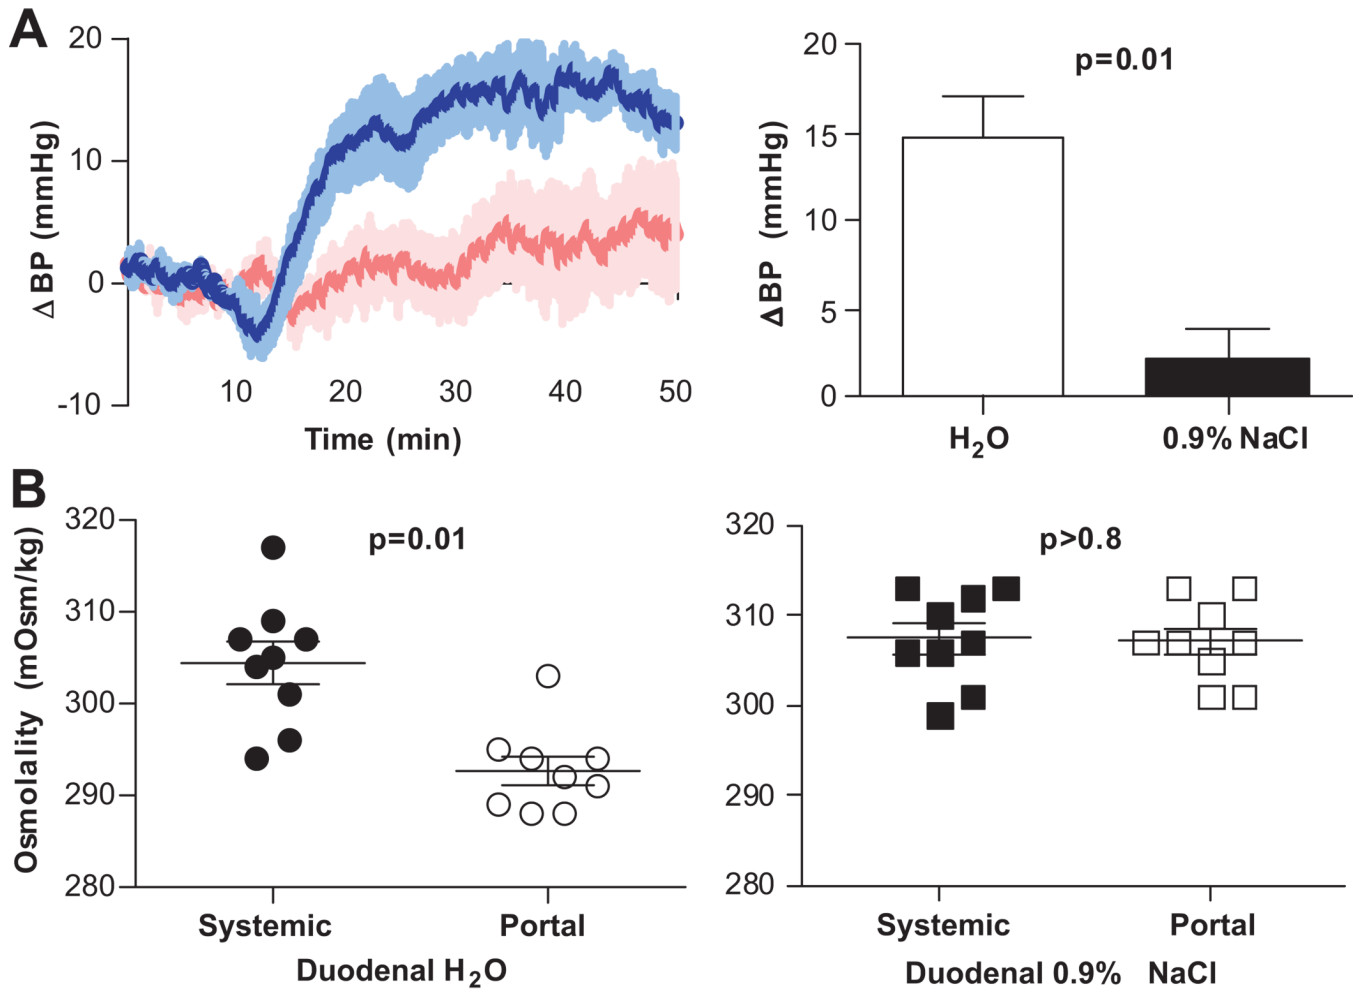 A
ΔBP (mmHg)
20
10
0
-10
10 20 30 40 50
Time (min)
ΔBP (mmHg)
20
15
10
5
0
p=0.01
H₂O 0.9% NaCl
B
Osmolality (mOsm/kg)
320
310
300
290
280
p=0.01
Systemic Portal
Duodenal H₂O
320
310
300
290
280
p>0.8
Systemic Portal
Duodenal 0.9% NaCl